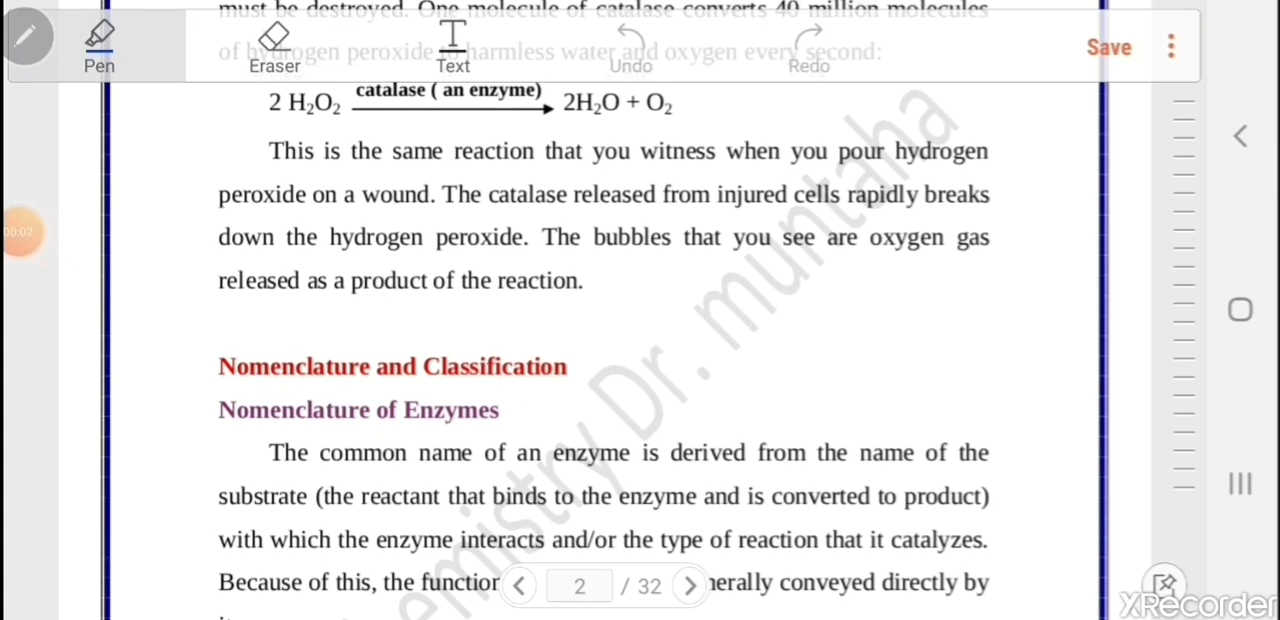 must be destroyed. One molecule of catalase converts 40 million molecules
of hydrogen peroxide to harmless water and oxygen every second:
Pen
Eraser
Text
Undo
Redo
Save
catalase ( an enzyme)
2 H₂O₂ 2H₂O + O₂
00:02
This is the same reaction that you witness when you pour hydrogen
peroxide on a wound. The catalase released from injured cells rapidly breaks
down the hydrogen peroxide. The bubbles that you see are oxygen gas
released as a product of the reaction.
Nomenclature and Classification
Nomenclature of Enzymes
The common name of an enzyme is derived from the name of the
substrate (the reactant that binds to the enzyme and is converted to product)
with which the enzyme interacts and/or the type of reaction that it catalyzes.
Because of this, the function conveyed directly by
2 / 32
Dr. muntaha
XRecorder